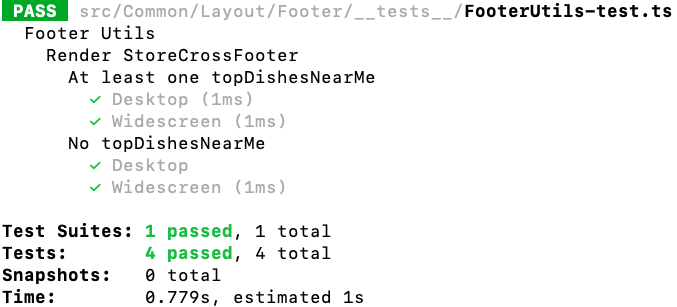 PASS src/Common/Layout/Footer/__tests__/FooterUtils-test.ts
Footer Utils
Render StoreCrossFooter
At least one topDishesNearMe
✓ Desktop (1ms)
✓ Widescreen (1ms)
No topDishesNearMe
✓ Desktop
✓ Widescreen (1ms)
Test Suites: 1 passed, 1 total
Tests: 4 passed, 4 total
Snapshots: 0 total
Time: 0.779s, estimated 1s